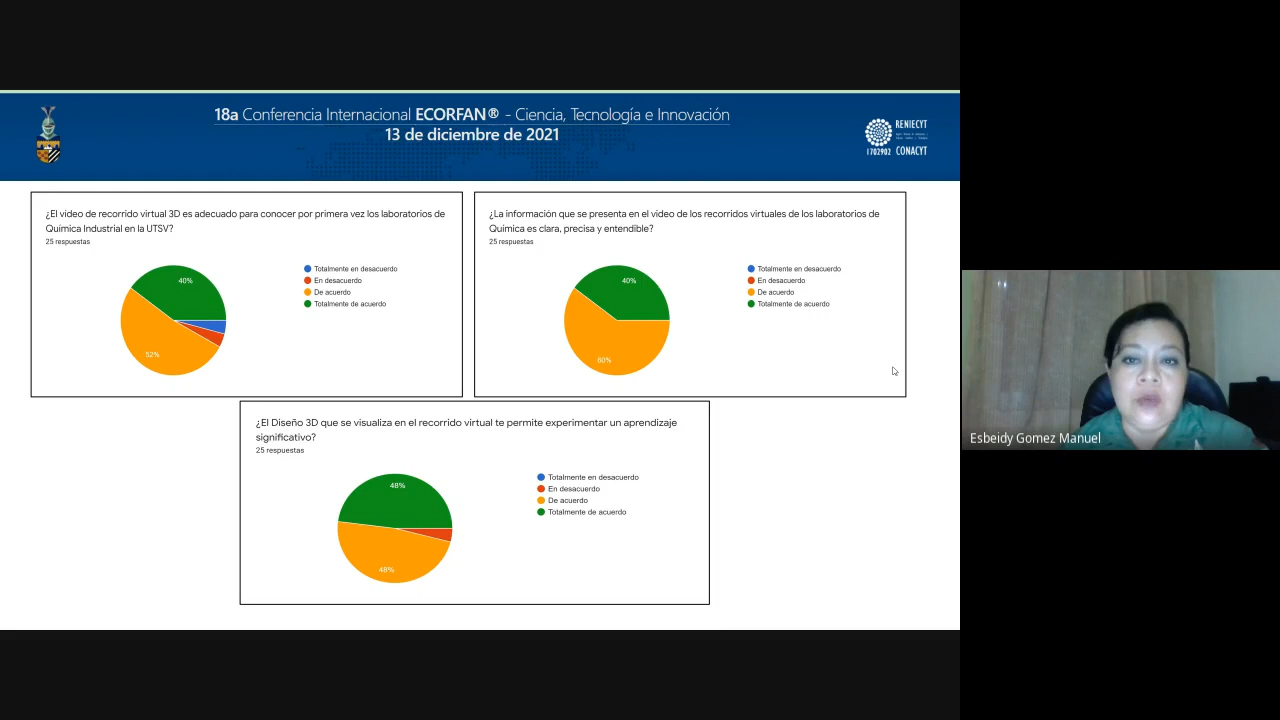 18a Conferencia Internacional ECORFAN® - Ciencia, Tecnología e Innovación
13 de diciembre de 2021
RENIECYT
1702902 CONACYT
¿El vídeo de recorrido virtual 3D es adecuado para conocer por primera vez los laboratorios de
Química Industrial en la UTSV?
25 respuestas
40%
52%
Totalmente en desacuerdo
En desacuerdo
De acuerdo
Totalmente de acuerdo
¿La información que se presenta en el video de los recorridos virtuales de los laboratorios de
Química es clara, precisa y entendible?
25 respuestas
40%
60%
Totalmente en desacuerdo
En desacuerdo
De acuerdo
Totalmente de acuerdo
¿El Diseño 3D que se visualiza en el recorrido virtual te permite experimentar un aprendizaje
significativo?
25 respuestas
48%
48%
Totalmente en desacuerdo
En desacuerdo
De acuerdo
Totalmente de acuerdo
Esbeidy Gomez Manuel